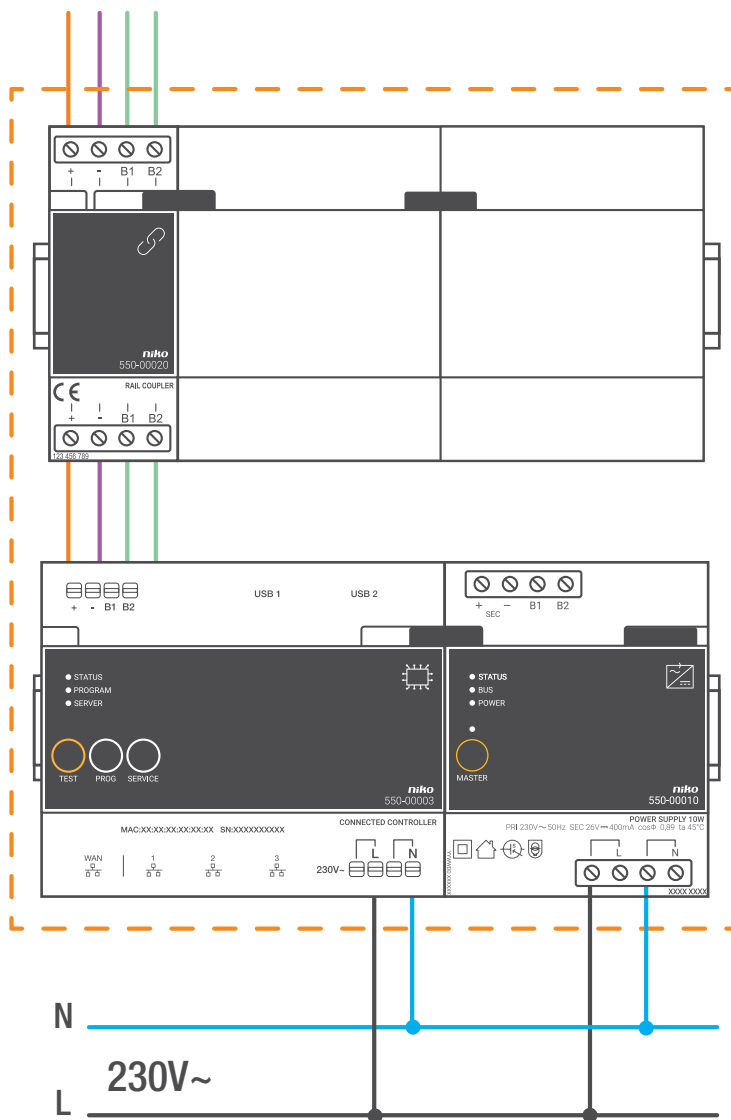 + - B1 B2
niko
550-00020
CE RAIL COUPLER
+ - B1 B2
123 456 789
USB 1 USB 2
+ - B1 B2
+ - B1 B2
SEC
STATUS
PROGRAM
SERVER
TEST PROG SERVICE
niko
550-00003
STATUS
BUS
POWER
MASTER
niko
550-00010
CONNECTED CONTROLLER
MAC:XX:XX:XX:XX:XX:XX SN:XXXXXXXXXX
WAN 1 2 3
230V~ L N
POWER SUPPLY 10W
PRI 230V~50Hz SEC 26V⎓400mA cosΦ 0,89 ta 45°C
L N
XXXX XXXX
N
230V~
L